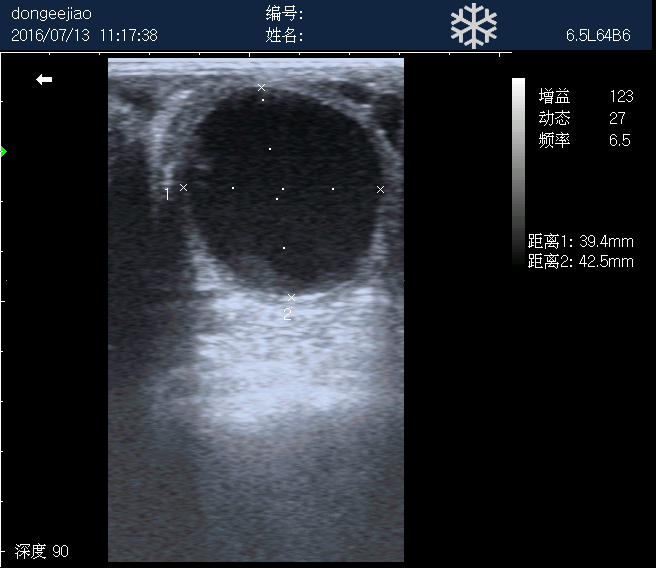 dongeejiao
2016/07/13 11:17:38
编号:
姓名:
6.5L64B6
增益 123
动态 27
频率 6.5
1
距离1: 39.4mm
距离2: 42.5mm
2
深度 90